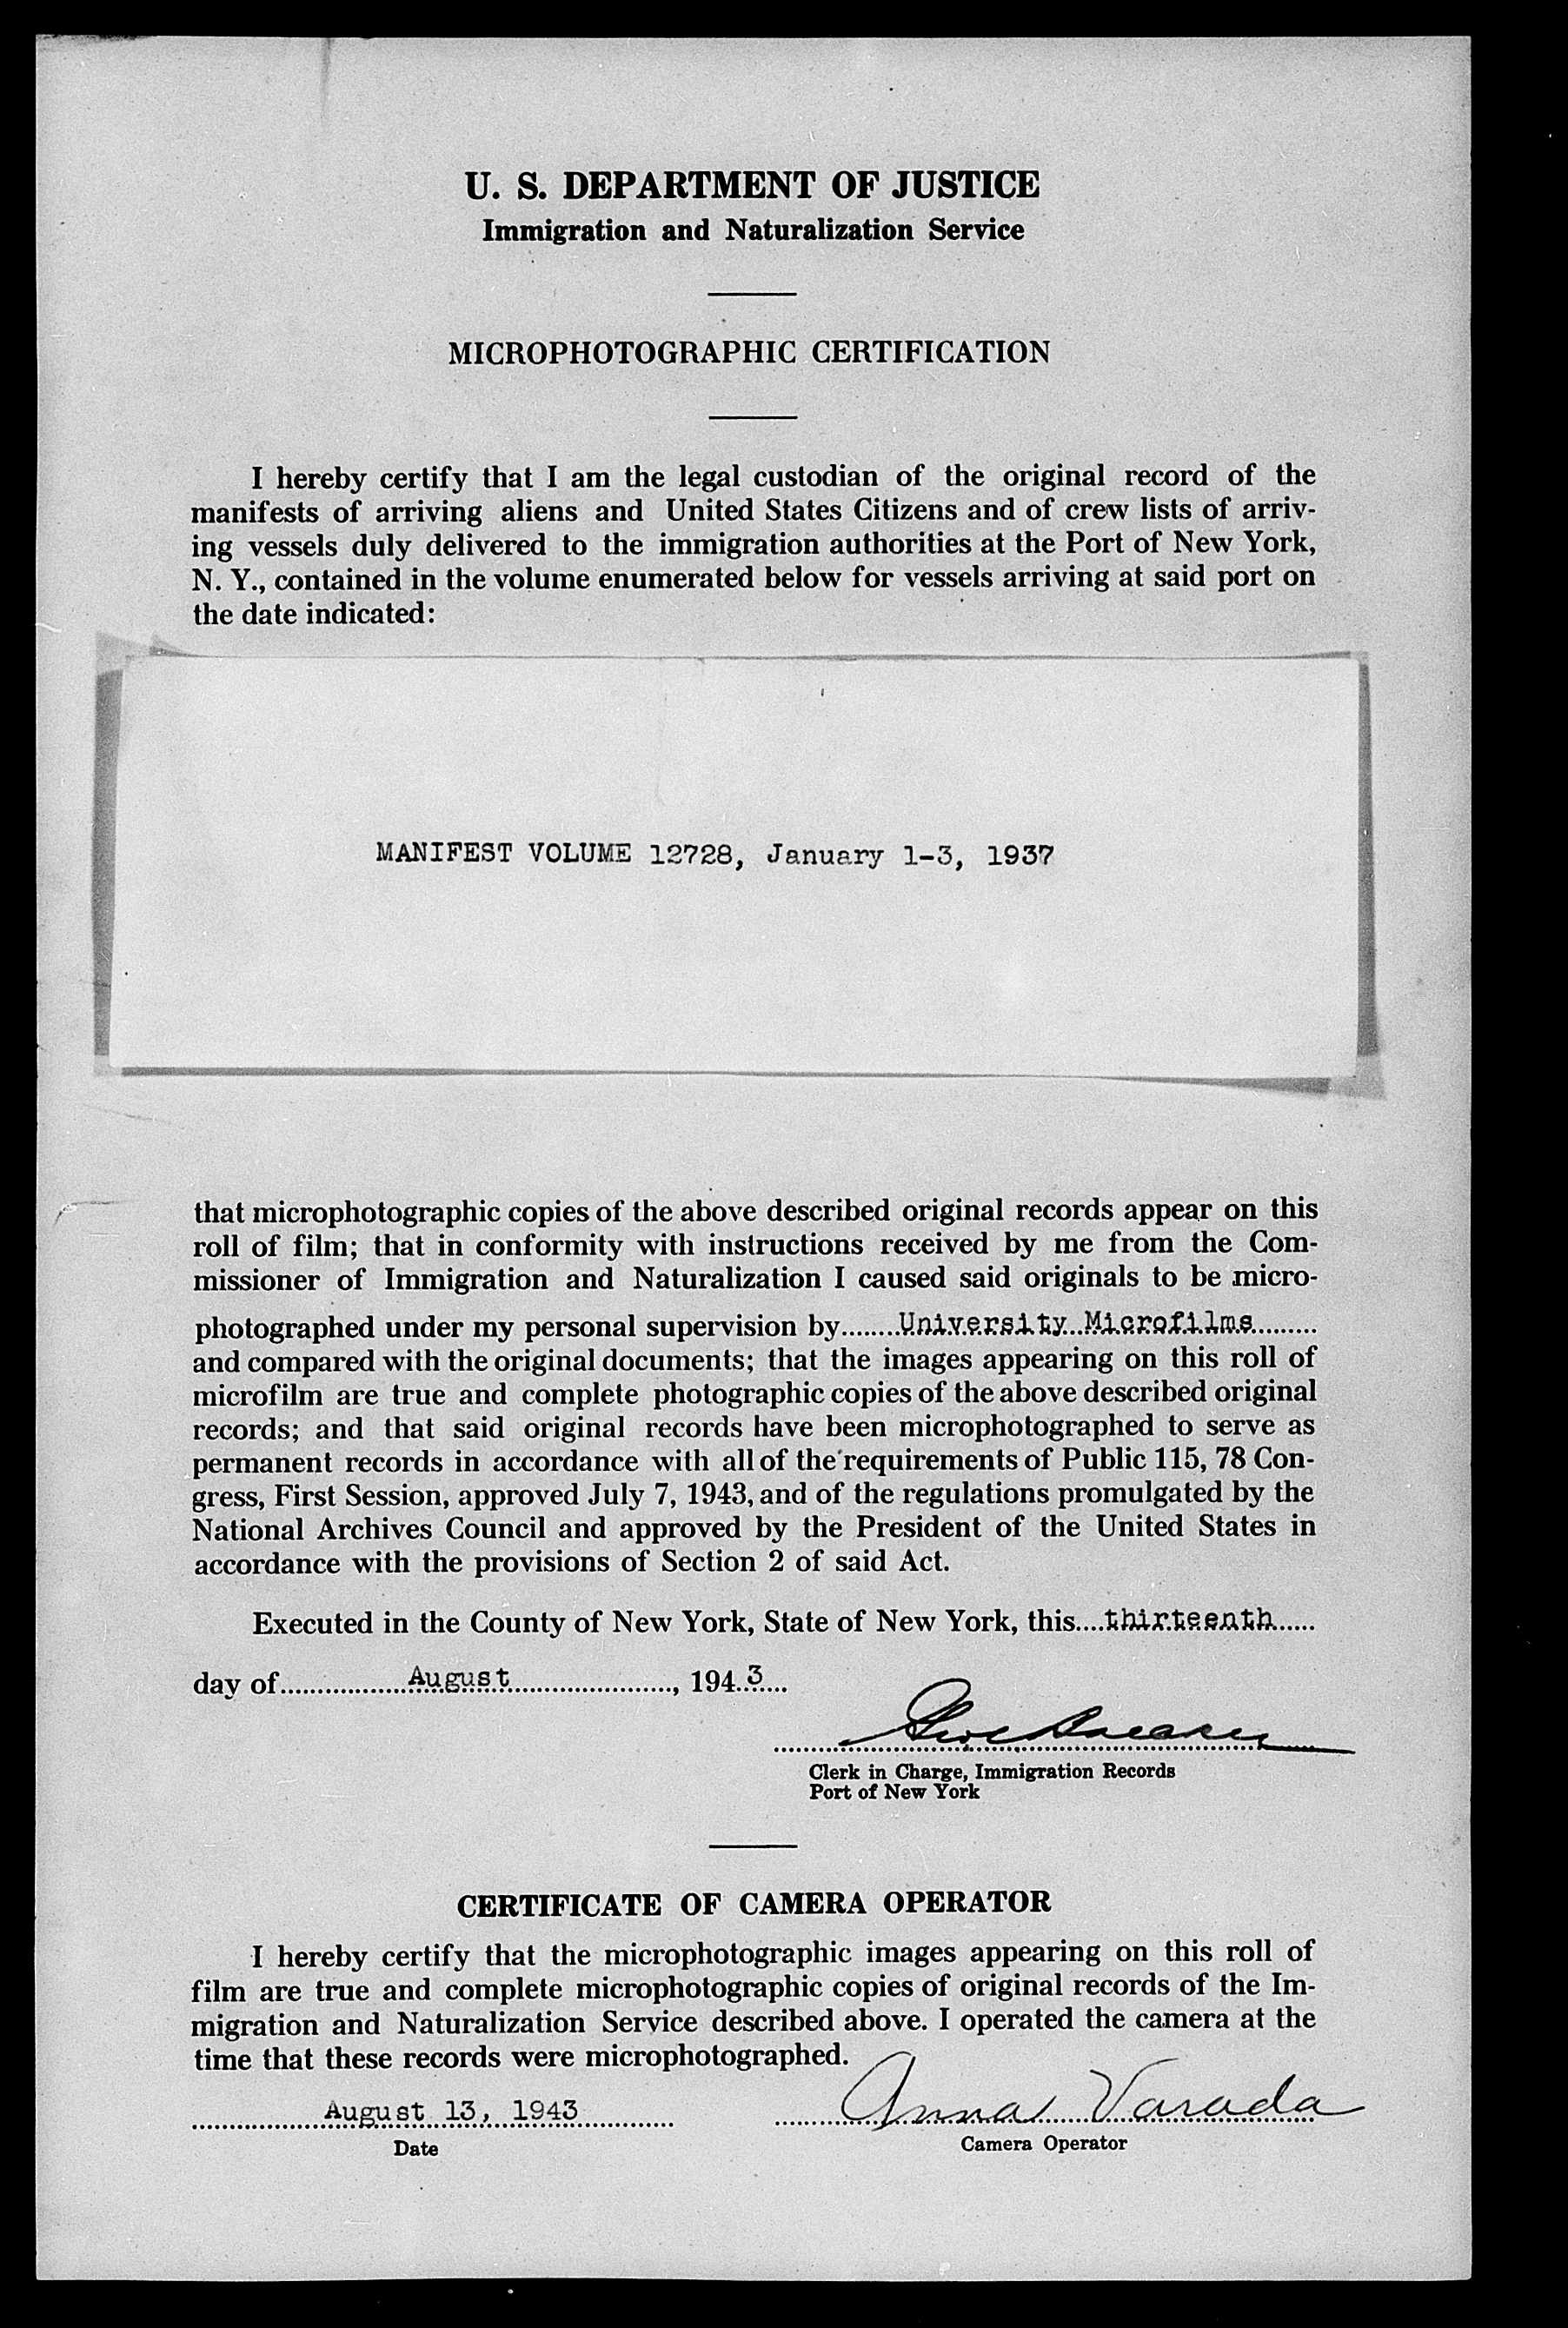 U. S. DEPARTMENT OF JUSTICE
Immigration and Naturalization Service
MICROPHOTOGRAPHIC CERTIFICATION
I hereby certify that I am the legal custodian of the original record of the
manifests of arriving aliens and United States Citizens and of crew lists of arriv-
ing vessels duly delivered to the immigration authorities at the Port of New York,
N. Y., contained in the volume enumerated below for vessels arriving at said port on
the date indicated:
MANIFEST VOLUME 12728, January 1-3, 1937
that microphotographic copies of the above described original records appear on this
roll of film; that in conformity with instructions received by me from the Com-
missioner of Immigration and Naturalization I caused said originals to be micro-
photographed under my personal supervision by University Microfilms
and compared with the original documents; that the images appearing on this roll of
microfilm are true and complete photographic copies of the above described original
records; and that said original records have been microphotographed to serve as
permanent records in accordance with all of the requirements of Public 115, 78 Con-
gress, First Session, approved July 7, 1943, and of the regulations promulgated by the
National Archives Council and approved by the President of the United States in
accordance with the provisions of Section 2 of said Act.
Executed in the County of New York, State of New York, this thirteenth
day of August, 1943
Clerk in Charge, Immigration Records
Port of New York
CERTIFICATE OF CAMERA OPERATOR
I hereby certify that the microphotographic images appearing on this roll of
film are true and complete microphotographic copies of original records of the Im-
migration and Naturalization Service described above. I operated the camera at the
time that these records were microphotographed.
August 13, 1943 Anna Varada
Date Camera Operator